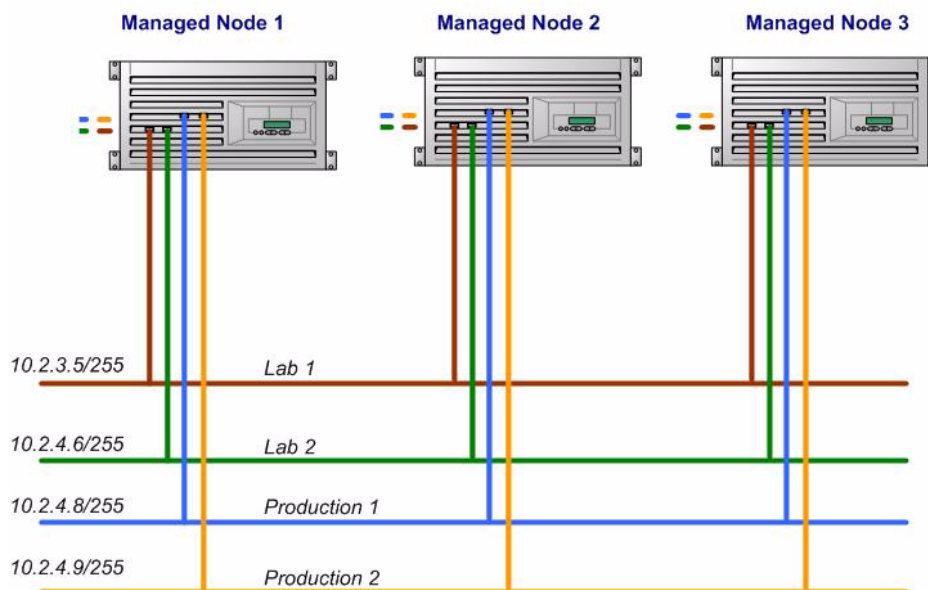 Managed Node 1
Managed Node 2
Managed Node 3
10.2.3.5/255
Lab 1
10.2.4.6/255
Lab 2
10.2.4.8/255
Production 1
10.2.4.9/255
Production 2